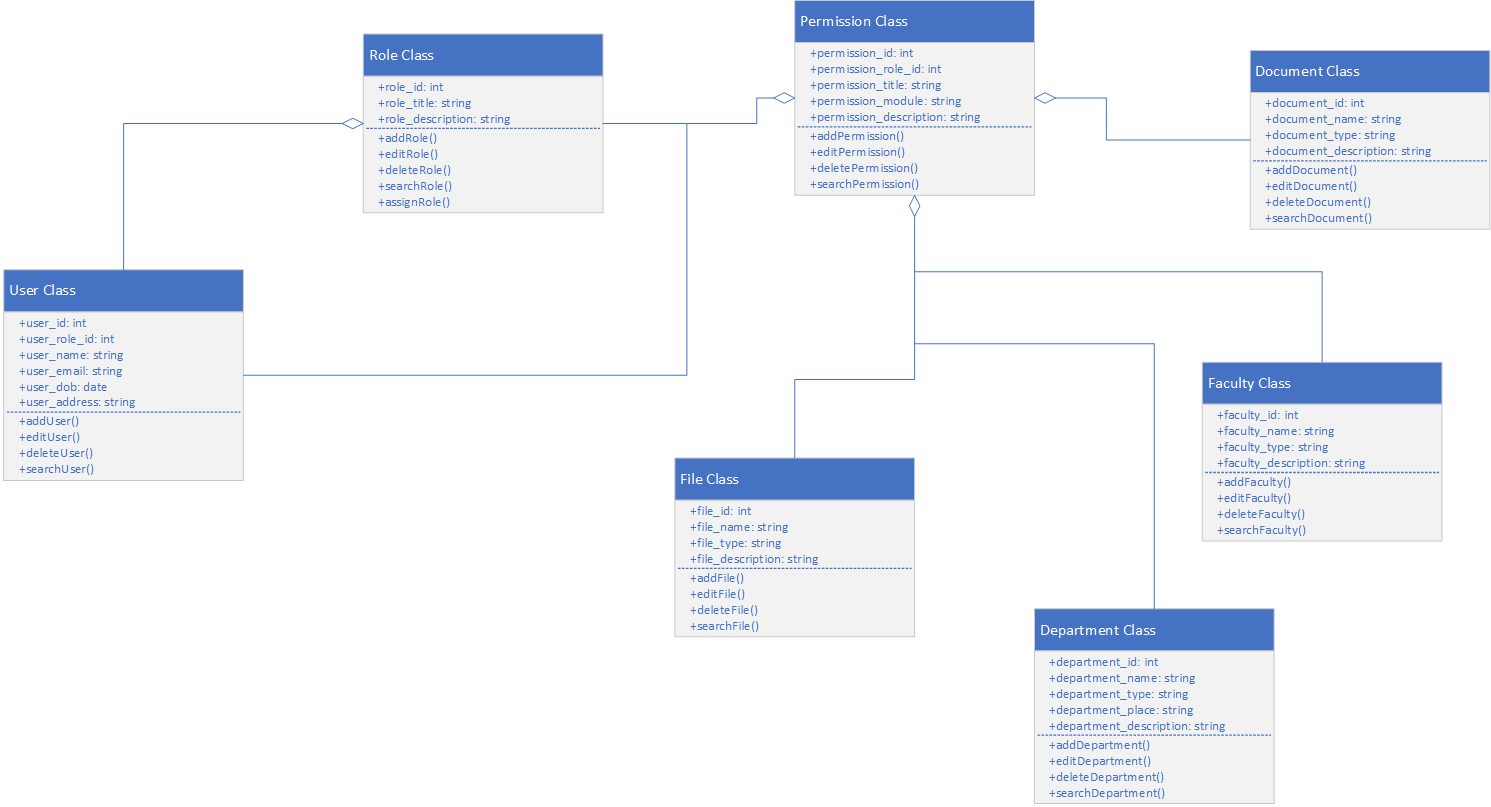 Permission Class
+permission_id: int
+permission_role_id: int
+permission_title: string
+permission_module: string
+permission_description: string
+addPermission()
+editPermission()
+deletePermission()
+searchPermission()
Role Class
+role_id: int
+role_title: string
+role_description: string
+addRole()
+editRole()
+deleteRole()
+searchRole()
+assignRole()
Document Class
+document_id: int
+document_name: string
+document_type: string
+document_description: string
+addDocument()
+editDocument()
+deleteDocument()
+searchDocument()
User Class
+user_id: int
+user_role_id: int
+user_name: string
+user_email: string
+user_dob: date
+user_address: string
+addUser()
+editUser()
+deleteUser()
+searchUser()
Faculty Class
+faculty_id: int
+faculty_name: string
+faculty_type: string
+faculty_description: string
+addFaculty()
+editFaculty()
+deleteFaculty()
+searchFaculty()
File Class
+file_id: int
+file_name: string
+file_type: string
+file_description: string
+addFile()
+editFile()
+deleteFile()
+searchFile()
Department Class
+department_id: int
+department_name: string
+department_type: string
+department_place: string
+department_description: string
+addDepartment()
+editDepartment()
+deleteDepartment()
+searchDepartment()